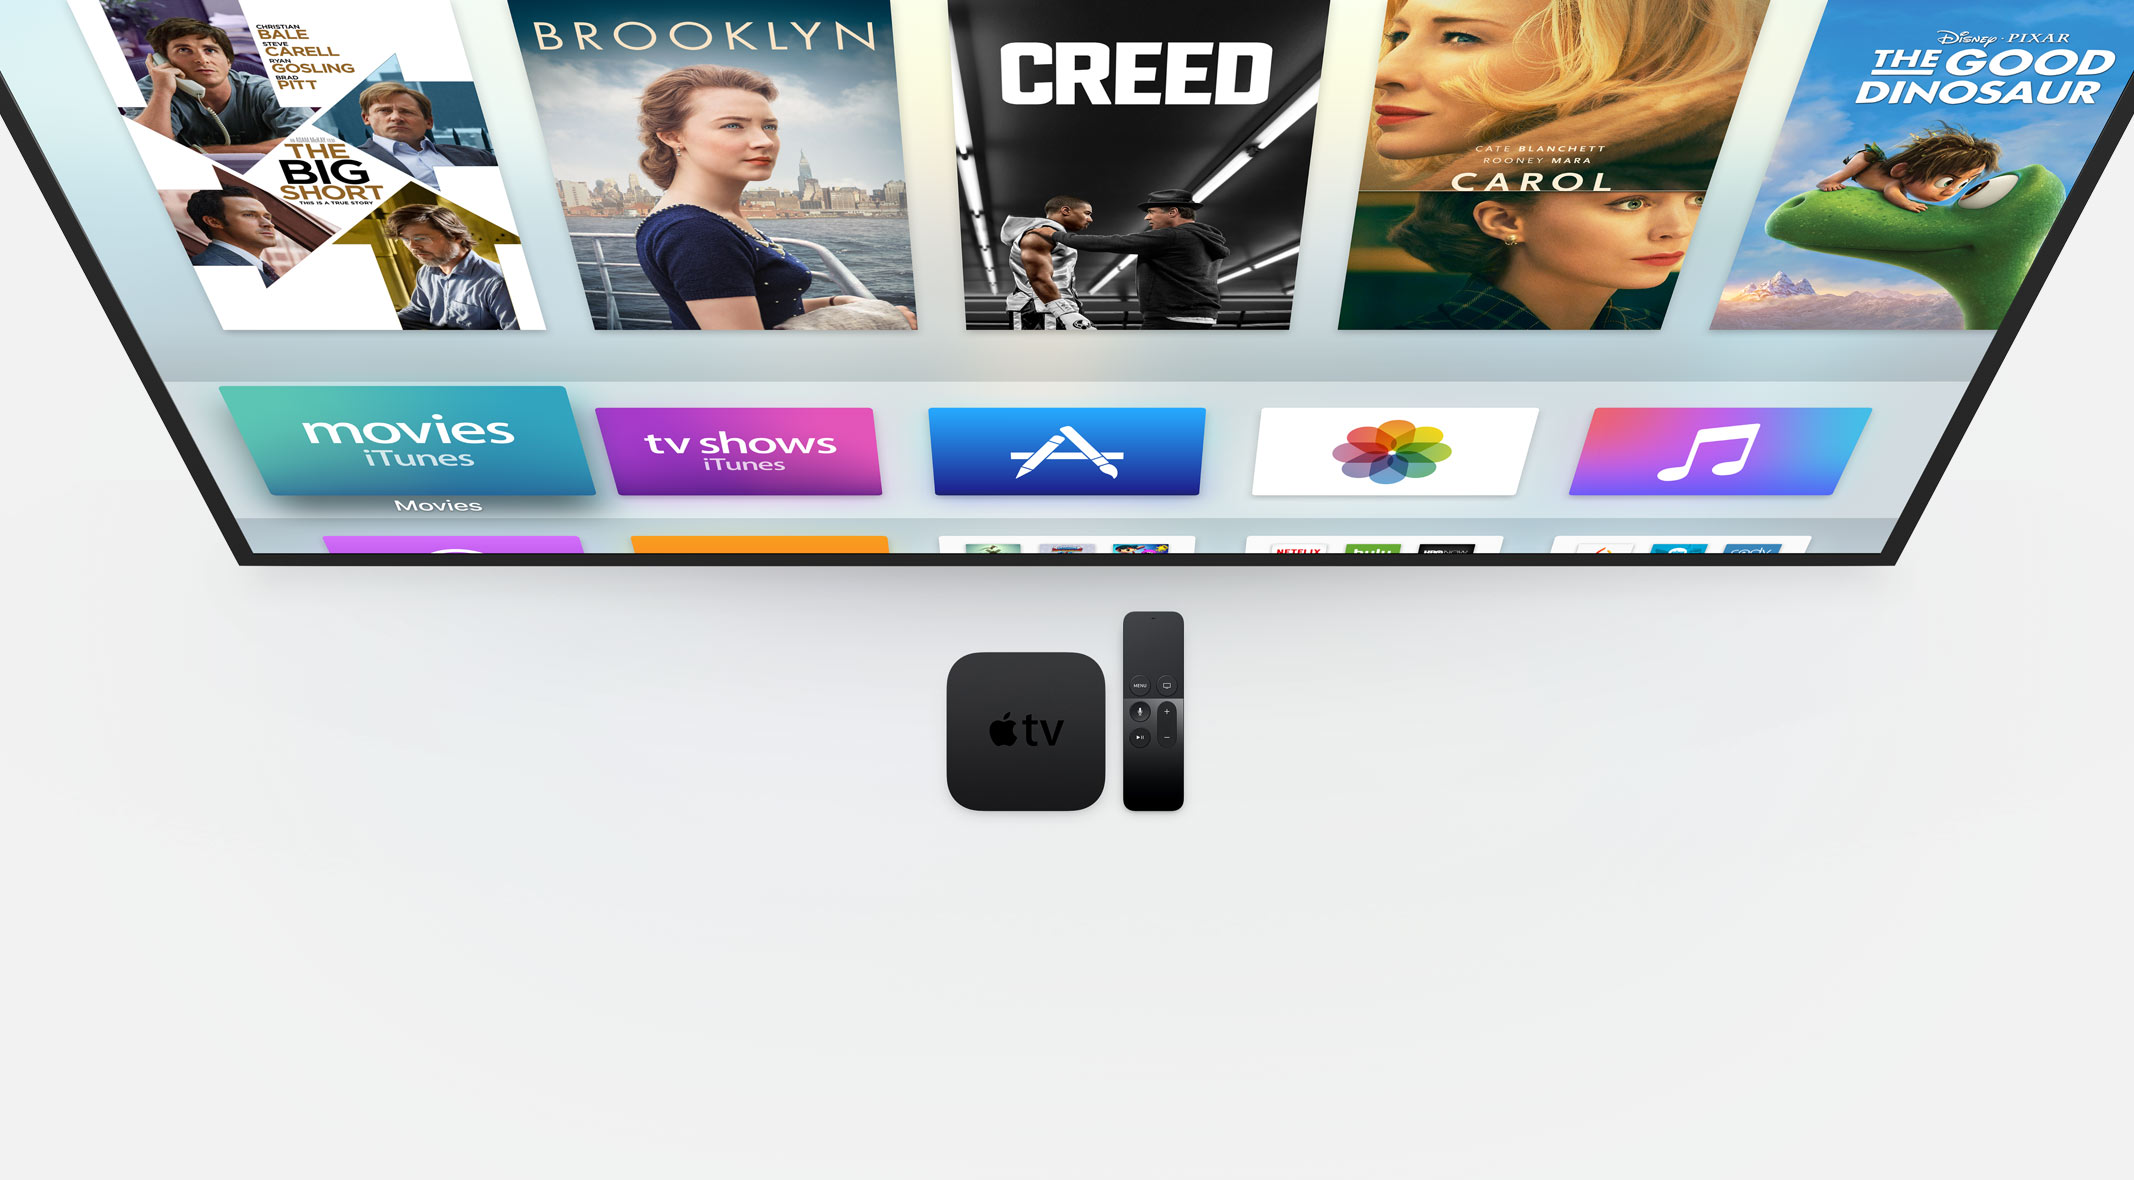 CHRISTIAN
BALE
STEVE
CARELL
RYAN
GOSLING
BRAD
PITT
THE
BIG
SHORT
THIS IS A TRUE STORY
BROOKLYN
CREED
CATE BLANCHETT
ROONEY MARA
CAROL
Disney · PIXAR
THE GOOD
DINOSAUR
movies
iTunes
Movies
tv shows
iTunes
NETFLIX
hulu
HBO NOW
tv
MENU